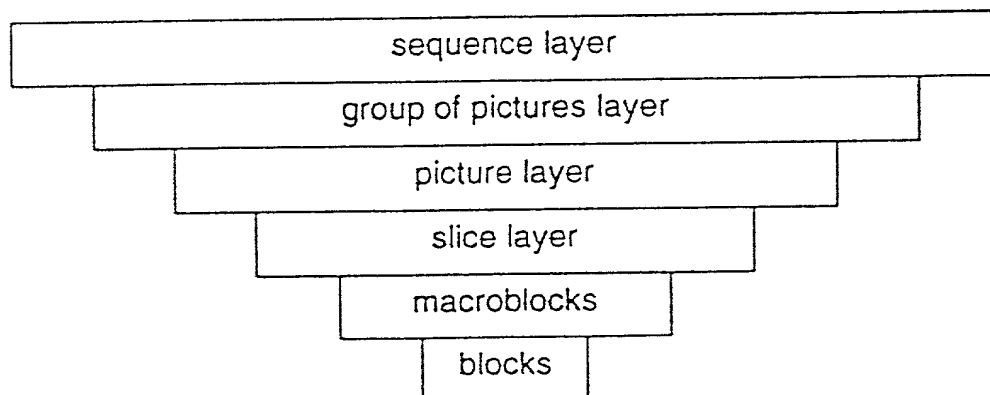 sequence layer
group of pictures layer
picture layer
slice layer
macroblocks
blocks